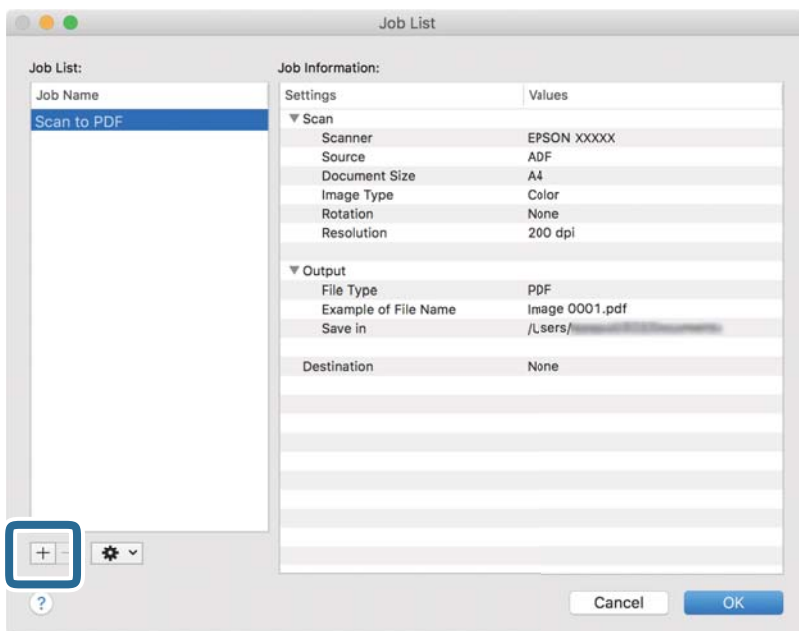 Job List
Job List:
Job Information:
Job Name
Settings Values
Scan to PDF
Scan
Scanner EPSON XXXXX
Source ADF
Document Size A4
Image Type Color
Rotation None
Resolution 200 dpi
Output
File Type PDF
Example of File Name Image 0001.pdf
Save in /Users/
Destination None
+ -
?
Cancel OK